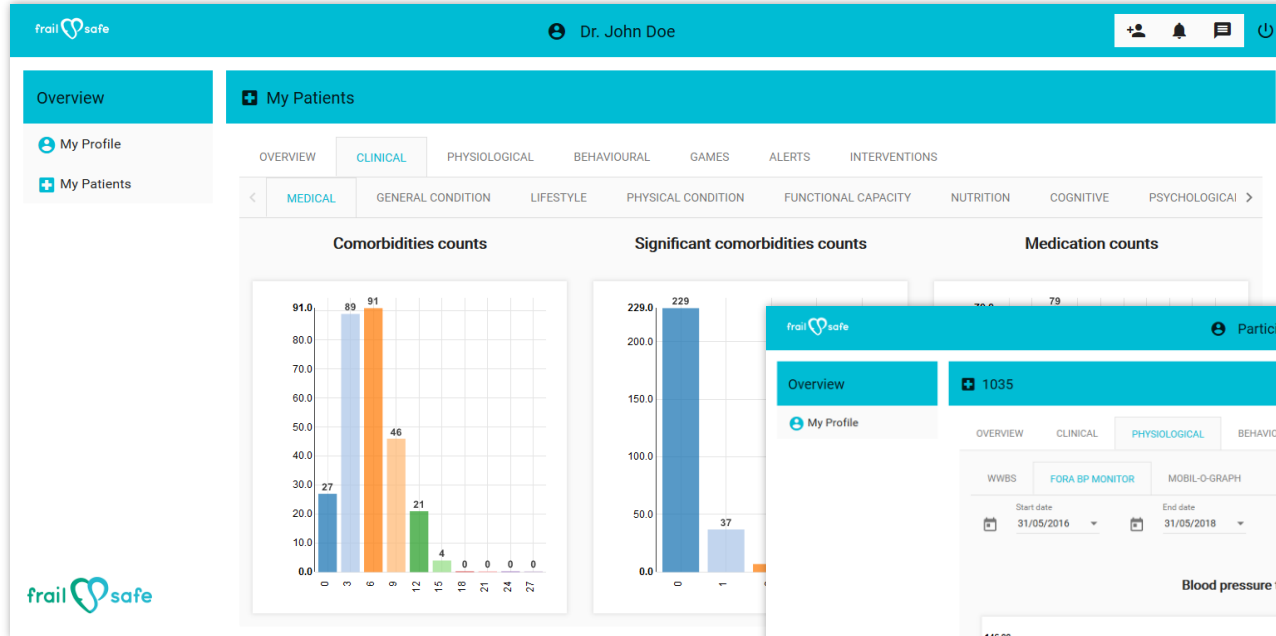 frail safe
Dr. John Doe
Overview
My Profile
My Patients
My Patients
OVERVIEW CLINICAL PHYSIOLOGICAL BEHAVIOURAL GAMES ALERTS INTERVENTIONS
MEDICAL GENERAL CONDITION LIFESTYLE PHYSICAL CONDITION FUNCTIONAL CAPACITY NUTRITION COGNITIVE PSYCHOLOGICAL
Comorbidities counts
91.0
80.0
70.0
60.0
50.0
40.0
30.0
20.0
10.0
0.0
27 89 91 46 21 4 0 0 0 0
0 3 6 9 12 15 18 21 24 27
Significant comorbidities counts
229.0
200.0
150.0
100.0
50.0
0.0
229 37
0 1
Medication counts
79
frail safe
Overview
My Profile
1035
OVERVIEW CLINICAL PHYSIOLOGICAL
WWBS FORA BP MONITOR MOBIL-O-GRAPH
Start date End date
31/05/2016 31/05/2018
Blood pressure
frail safe